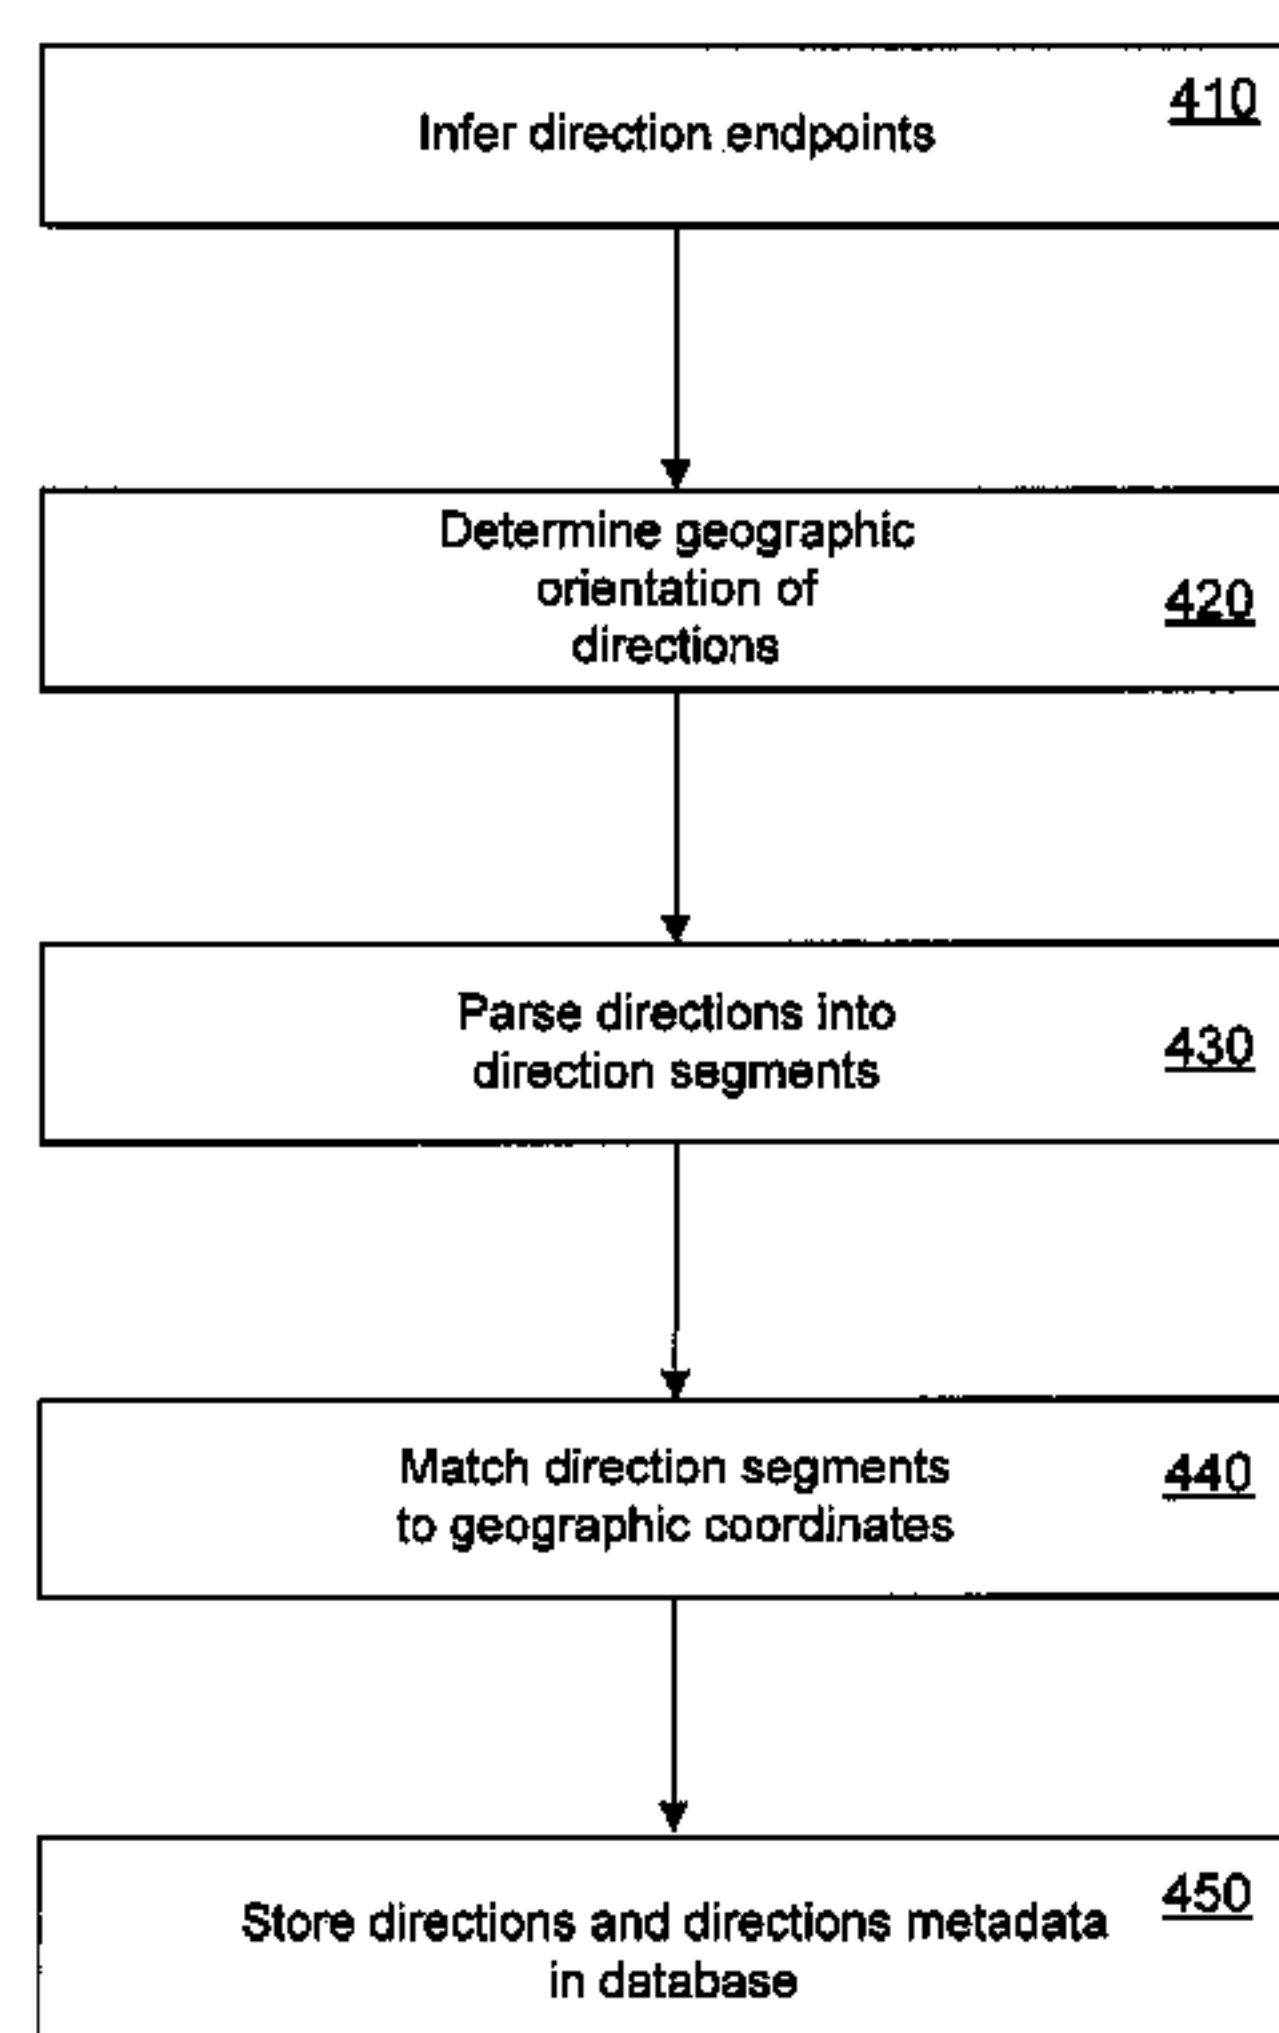 410
Infer direction endpoints
Determine geographic
orientation of
directions
420
Parse directions into
direction segments
430
Match direction segments
to geographic coordinates
440
450
Store directions and directions metadata
in database